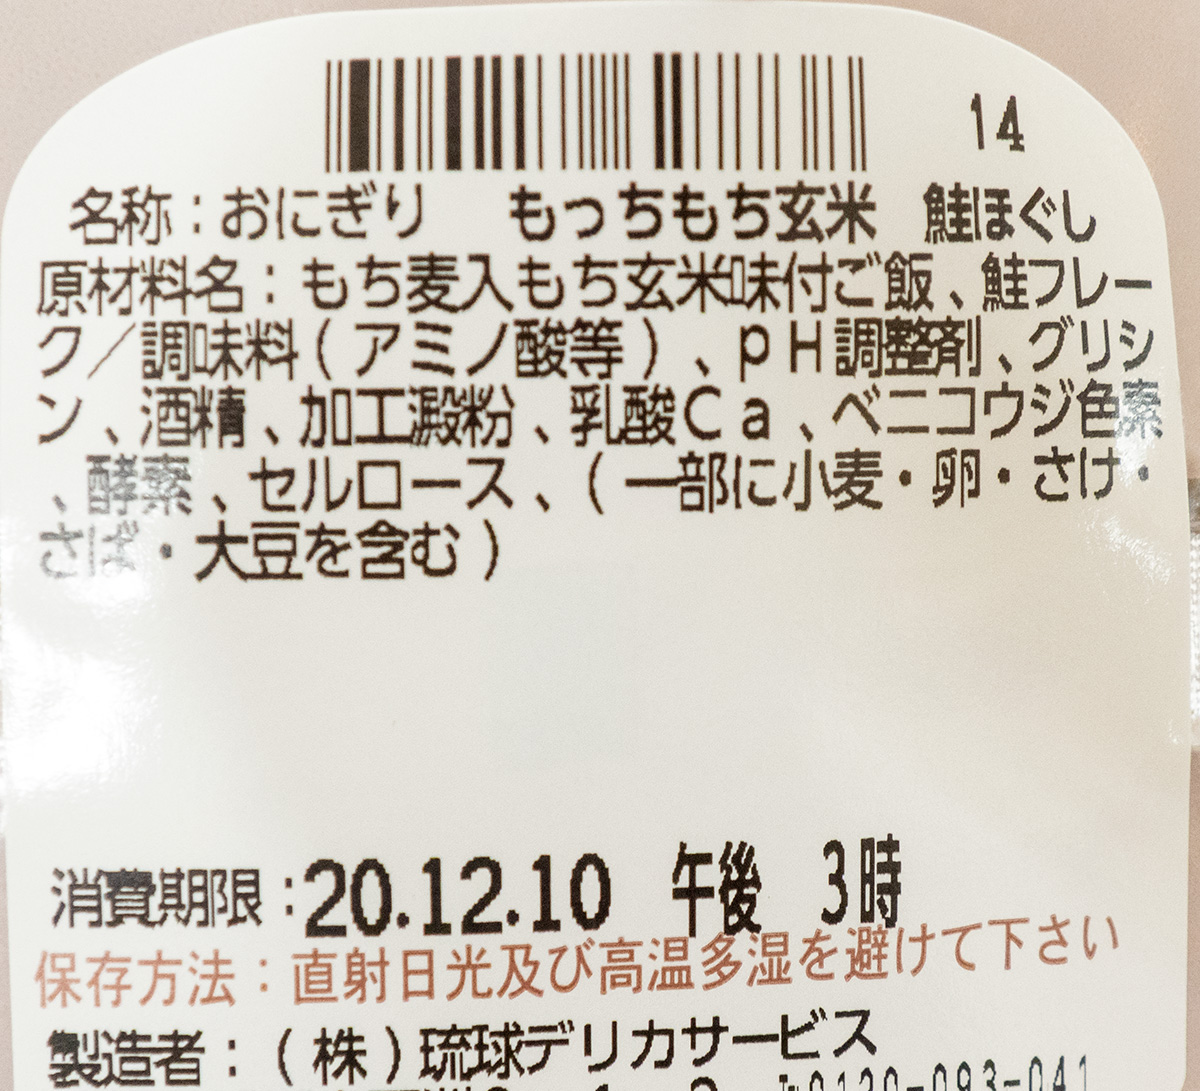 14
名称：おにぎり　もっちもち玄米　鮭ほぐし
原材料名：もち麦入もち玄米味付ご飯、鮭フレー
ク／調味料（アミノ酸等）、ｐＨ調整剤、グリシ
ン、酒精、加工澱粉、乳酸Ｃａ、ベニコウジ色素
、酵素、セルロース、（一部に小麦・卵・さけ・
さば・大豆を含む）
消費期限：20.12.10　午後　3時
保存方法：直射日光及び高温多湿を避けて下さい
製造者：（株）琉球デリカサービス
0120-093-041